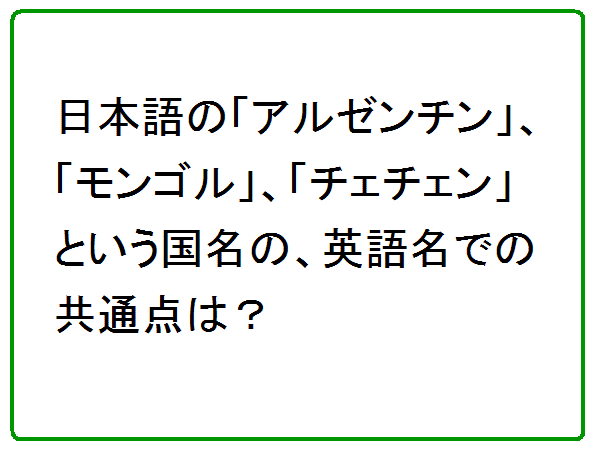 日本語の「アルゼンチン」、
「モンゴル」、「チェチェン」
という国名の、英語名での
共通点は？